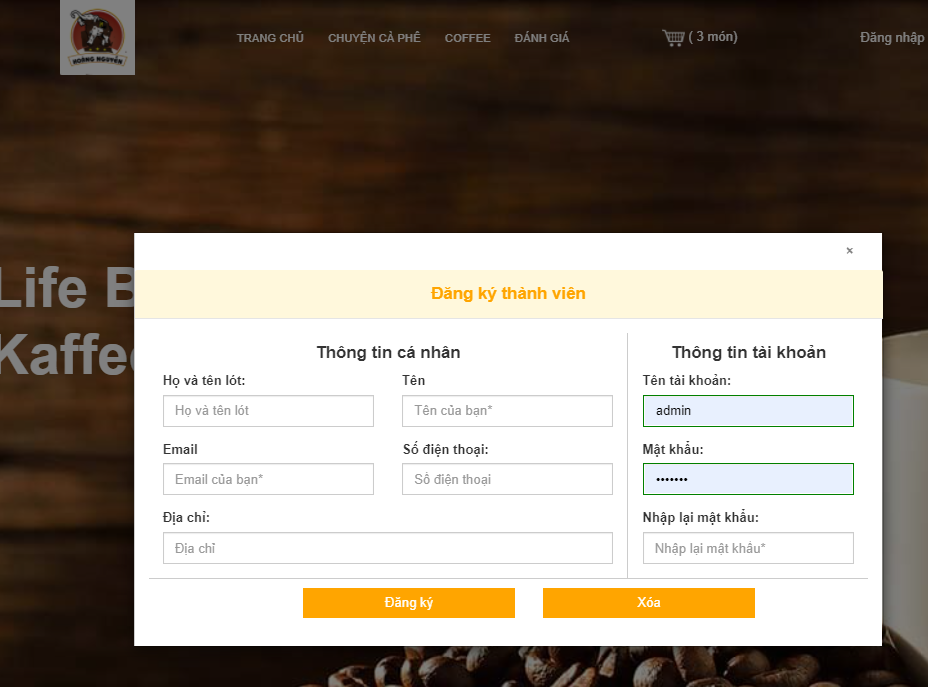 HOÀNG NGUYÊN
TRANG CHỦ CHUYỆN CÀ PHÊ COFFEE ĐÁNH GIÁ ( 3 món) Đăng nhập
×
Life B
Kaffe
Đăng ký thành viên
Thông tin cá nhân
Họ và tên lót: Tên
Họ và tên lót Tên của bạn*
Email Số điện thoại:
Email của bạn* Số điện thoại
Địa chỉ:
Địa chỉ
Thông tin tài khoản
Tên tài khoản:
admin
Mật khẩu:
•••••••
Nhập lại mật khẩu:
Nhập lại mật khẩu*
Đăng ký Xóa